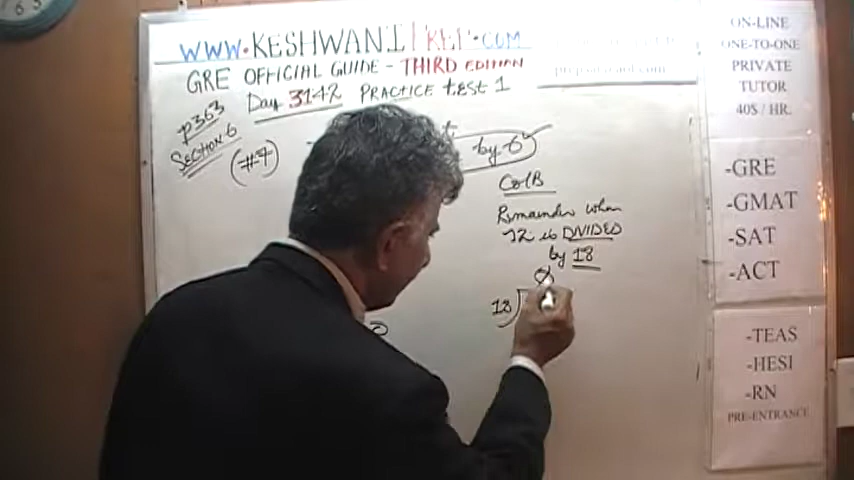 WWW.KESHWANI PREP.COM
GRE OFFICIAL GUIDE - THIRD EDITION
Day 3142 PRACTICE test 1
p363
SECTION-6
(#7)
by 6)
Col B
Remainder when
72 is DIVIDED
by 18
18
ON-LINE
ONE-TO-ONE
PRIVATE
TUTOR
40$ / HR.
-GRE
-GMAT
-SAT
-ACT
-TEAS
-HESI
-RN
PRE-ENTRANCE